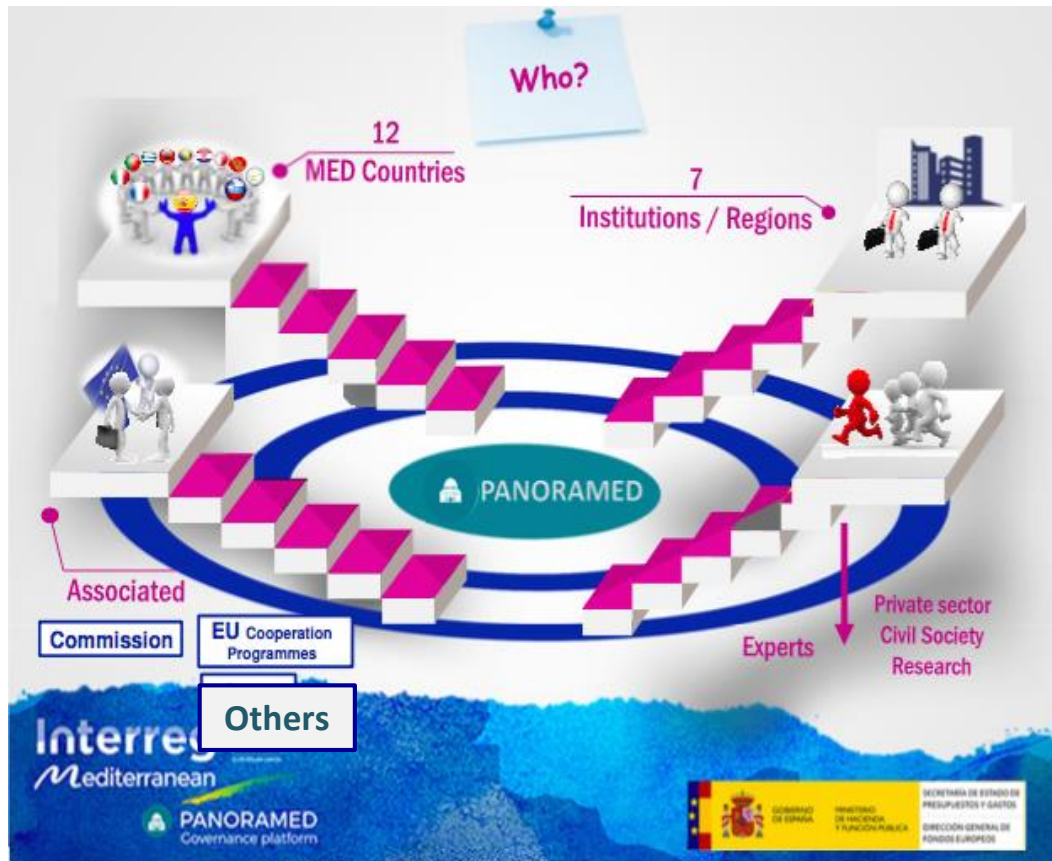 Who?
12
MED Countries
7
Institutions / Regions
PANORAMED
Associated
Commission
EU Cooperation
Programmes
Others
Experts
Private sector
Civil Society
Research
Interreg
Mediterranean
PANORAMED
Governance platform
GOBIERNO
DE ESPAÑA
MINISTERIO
DE HACIENDA
Y FUNCIÓN PÚBLICA
SECRETARÍA DE ESTADO DE
PRESUPUESTOS Y GASTOS
DIRECCIÓN GENERAL DE
FONDOS EUROPEOS